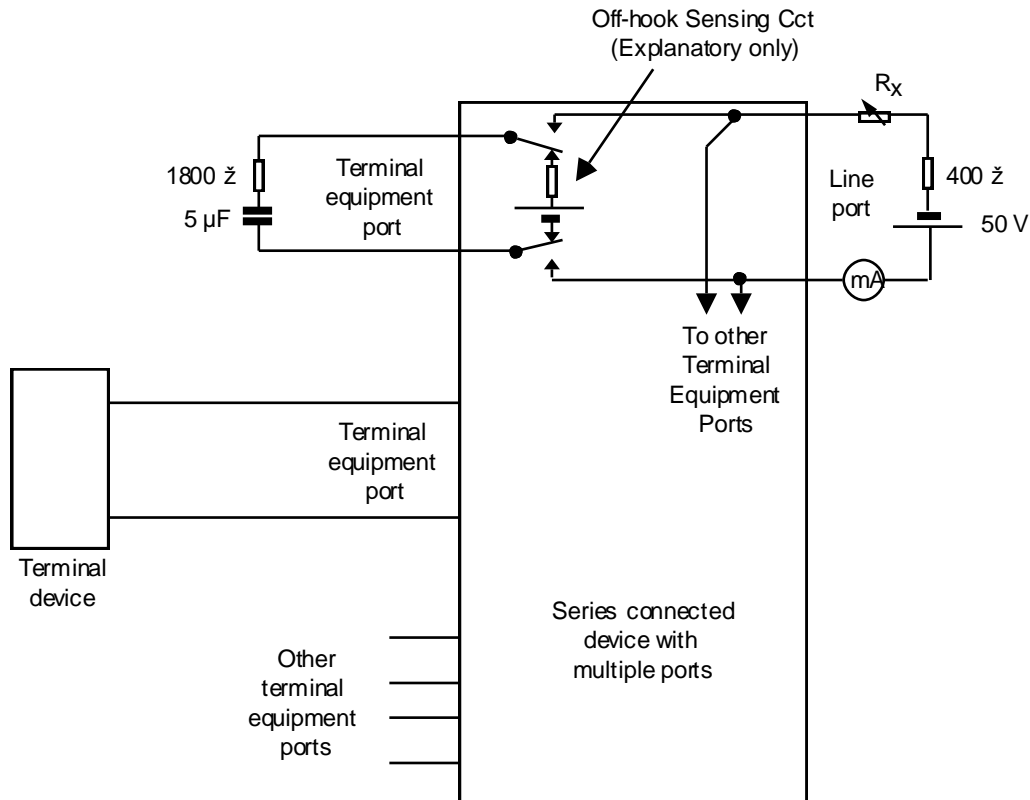 Off-hook Sensing Cct
(Explanatory only)
Rx
1800 ž
5 µF
Terminal
equipment
port
Line
port
400 ž
50 V
mA
To other
Terminal
Equipment
Ports
Terminal
equipment
port
Terminal
device
Series connected
device with
multiple ports
Other
terminal
equipment
ports